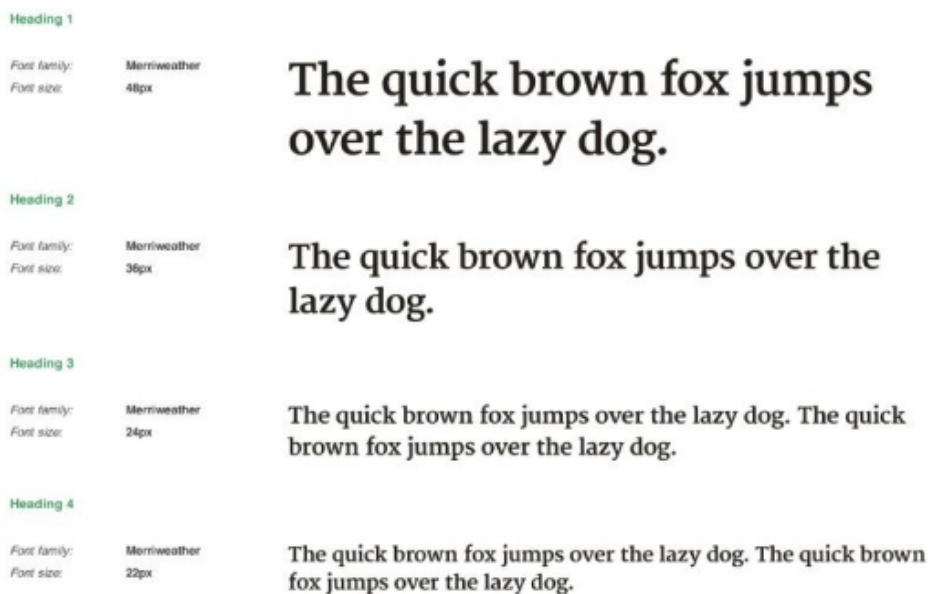 Heading 1
Font family: Merriweather
Font size: 48px
The quick brown fox jumps
over the lazy dog.
Heading 2
Font family: Merriweather
Font size: 36px
The quick brown fox jumps over the
lazy dog.
Heading 3
Font family: Merriweather
Font size: 24px
The quick brown fox jumps over the lazy dog. The quick
brown fox jumps over the lazy dog.
Heading 4
Font family: Merriweather
Font size: 22px
The quick brown fox jumps over the lazy dog. The quick brown
fox jumps over the lazy dog.